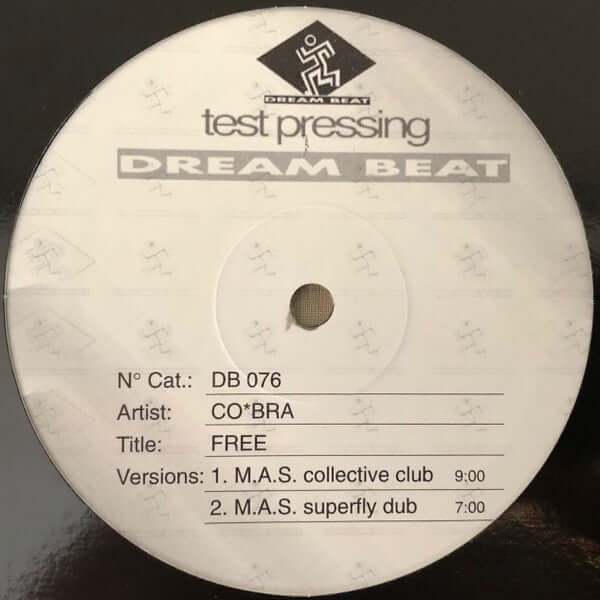 DREAM BEAT
test pressing
DREAM BEAT
N° Cat.: DB 076
Artist: CO*BRA
Title: FREE
Versions: 1. M.A.S. collective club 9:00
2. M.A.S. superfly dub 7:00